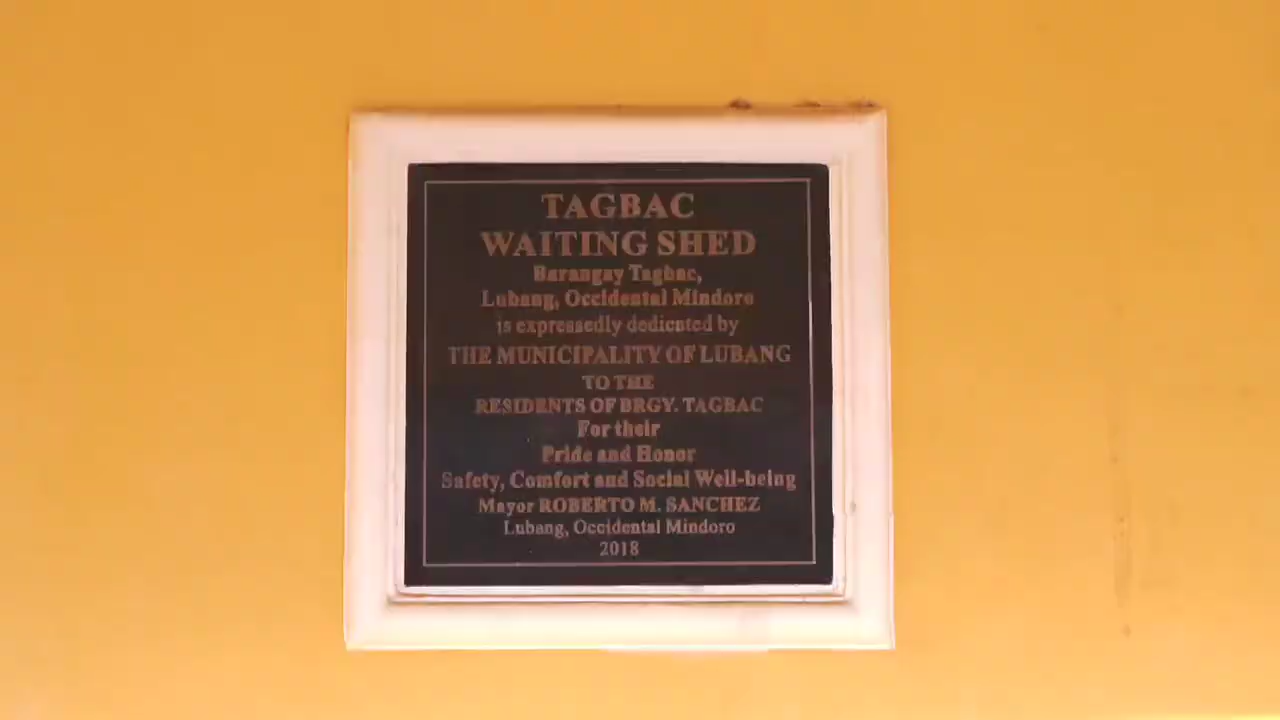 TAGBAC
WAITING SHED
Barangay Tagbac,
Lubang, Occidental Mindoro
is expressedly dedicated by
THE MUNICIPALITY OF LUBANG
TO THE
RESIDENTS OF BRGY. TAGBAC
For their
Pride and Honor
Safety, Comfort and Social Well-being
Mayor ROBERTO M. SANCHEZ
Lubang, Occidental Mindoro
2018